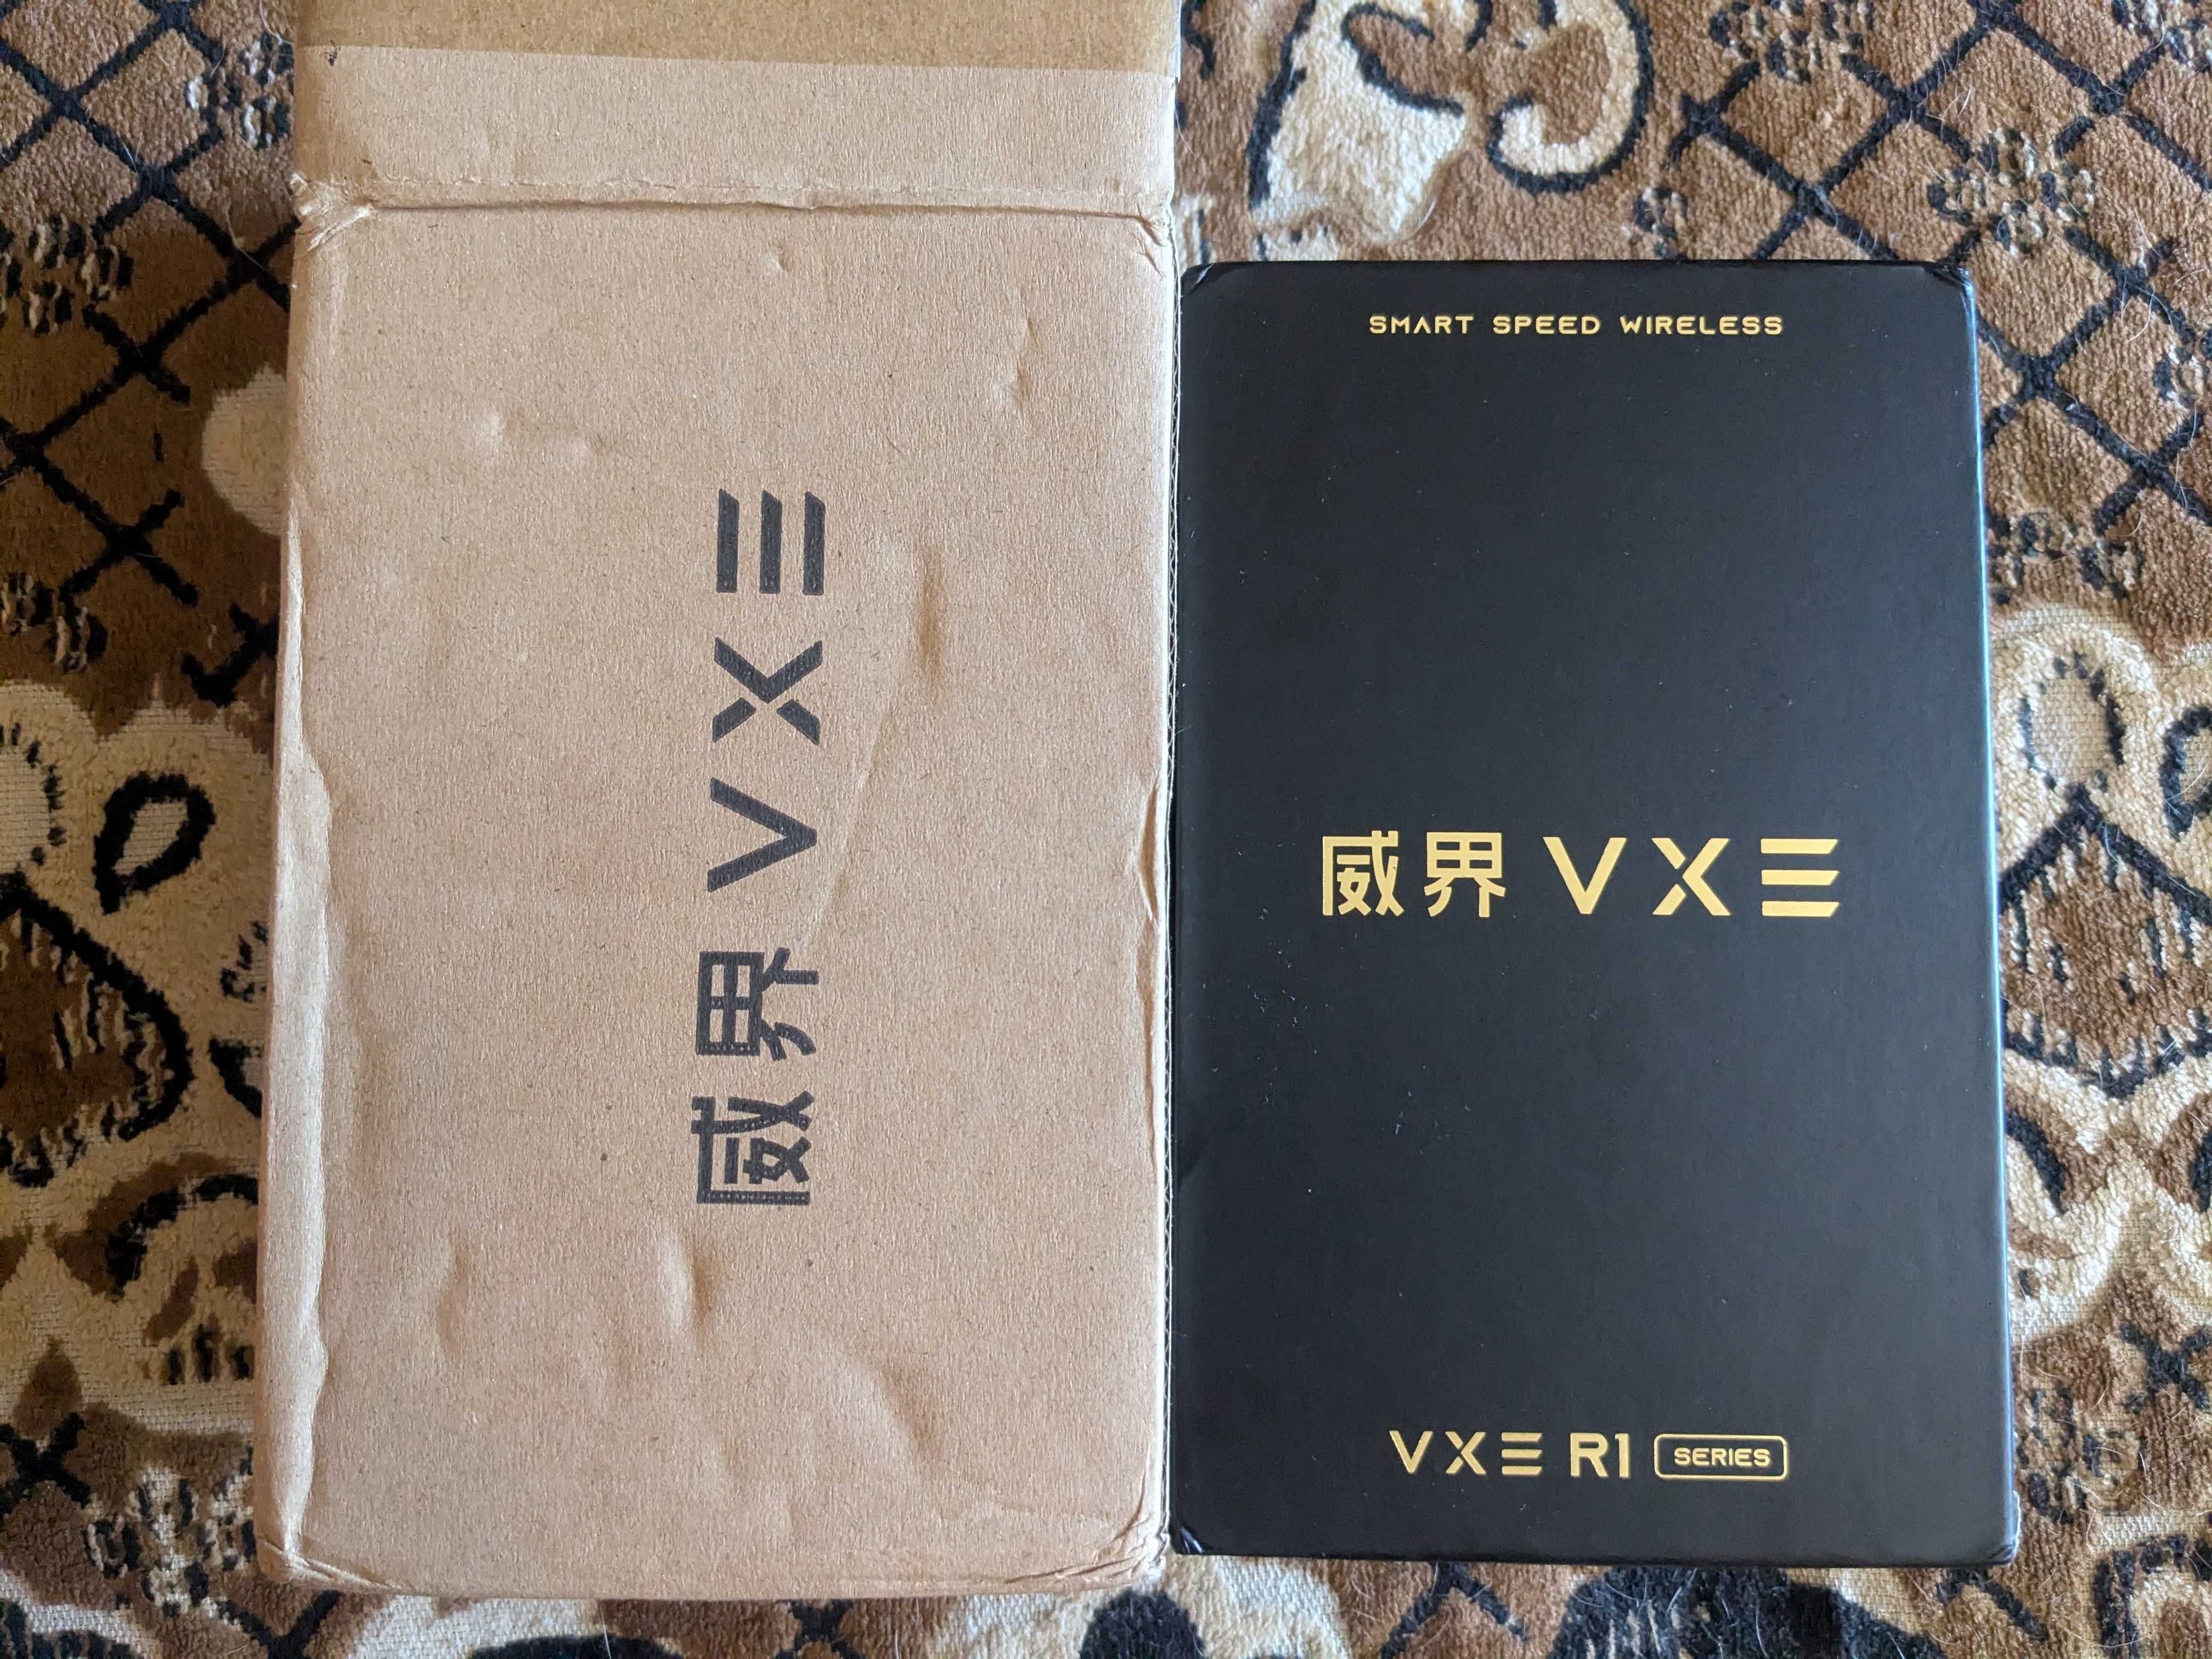 威界 VXE
SMART SPEED WIRELESS
威界 VXE
VXE R1 SERIES